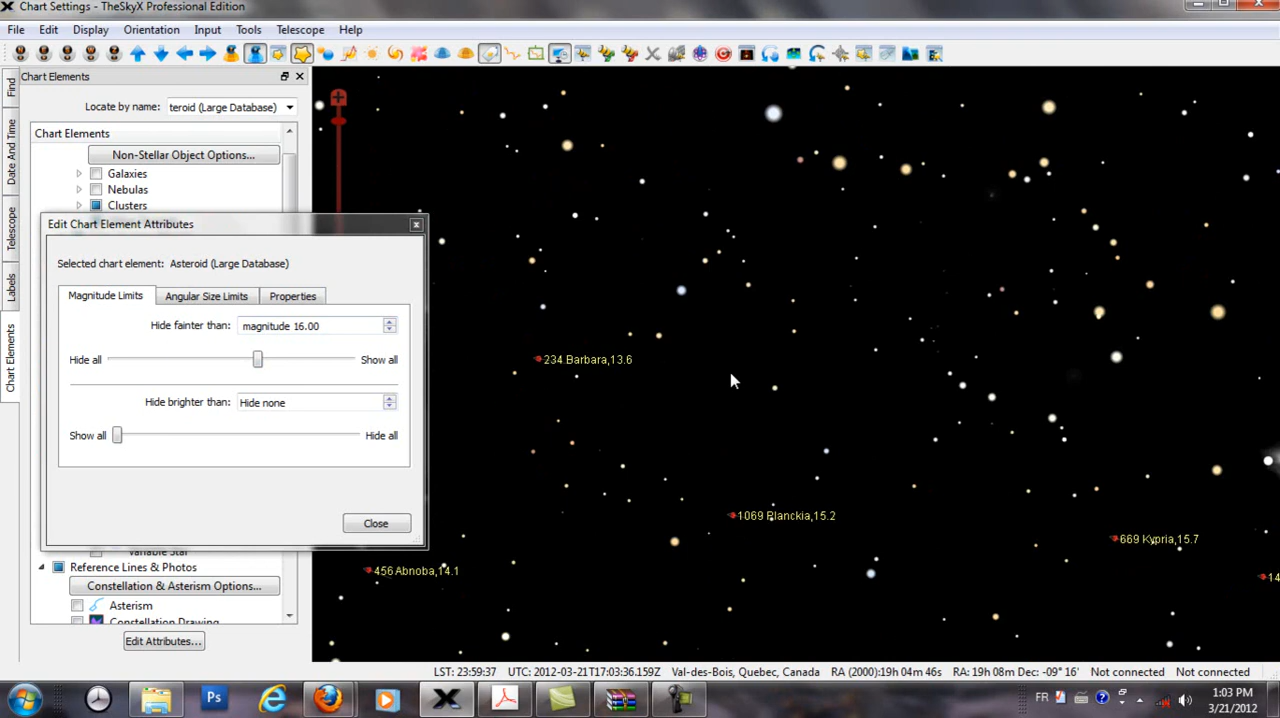 Chart Settings - TheSkyX Professional Edition
File Edit Display Orientation Input Tools Telescope Help
Chart Elements
Find
Date And Time
Telescope
Labels
Chart Elements
Locate by name: teroid (Large Database)
Chart Elements
Non-Stellar Object Options...
Galaxies
Nebulas
Clusters
Edit Chart Element Attributes
Selected chart element: Asteroid (Large Database)
Magnitude Limits Angular Size Limits Properties
Hide fainter than: magnitude 16.00
Hide all Show all
Hide brighter than: Hide none
Show all Hide all
Close
Variable Star
Reference Lines & Photos
Constellation & Asterism Options...
Asterism
Constellation Drawing
Edit Attributes...
234 Barbara,13.6
1069 Planckia,15.2
669 Kypria,15.7
456 Abnoba,14.1
14
LST: 23:59:37 UTC: 2012-03-21T17:03:36.159Z Val-des-Bois, Quebec, Canada RA (2000):19h 04m 46s RA: 19h 08m Dec: -09° 16' Not connected Not connected
Ps
FR
1:03 PM
3/21/2012